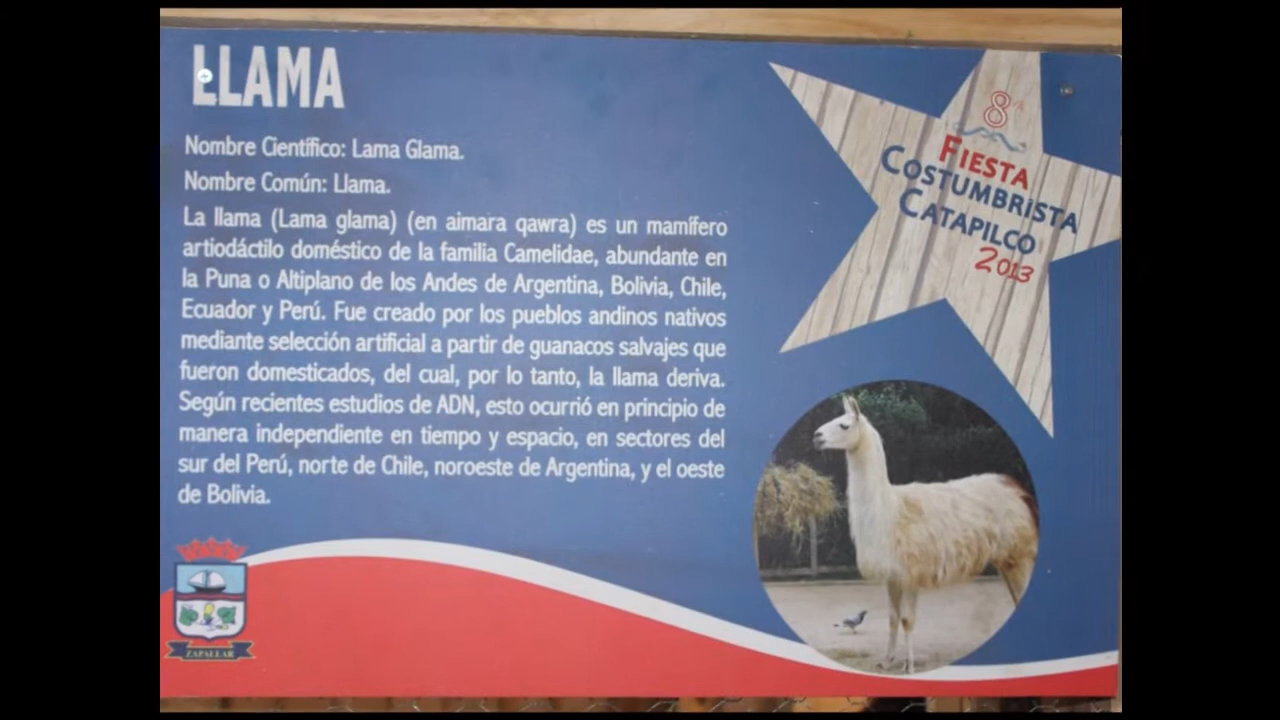 LLAMA
Nombre Científico: Lama Glama.
Nombre Común: Llama.
La llama (Lama glama) (en aimara qawra) es un mamífero
artiodáctilo doméstico de la familia Camelidae, abundante en
la Puna o Altiplano de los Andes de Argentina, Bolivia, Chile,
Ecuador y Perú. Fue creado por los pueblos andinos nativos
mediante selección artificial a partir de guanacos salvajes que
fueron domesticados, del cual, por lo tanto, la llama deriva.
Según recientes estudios de ADN, esto ocurrió en principio de
manera independiente en tiempo y espacio, en sectores del
sur del Perú, norte de Chile, noroeste de Argentina, y el oeste
de Bolivia.
8va
FIESTA
COSTUMBRISTA
CATAPILCO
2013
ZAPALLAR